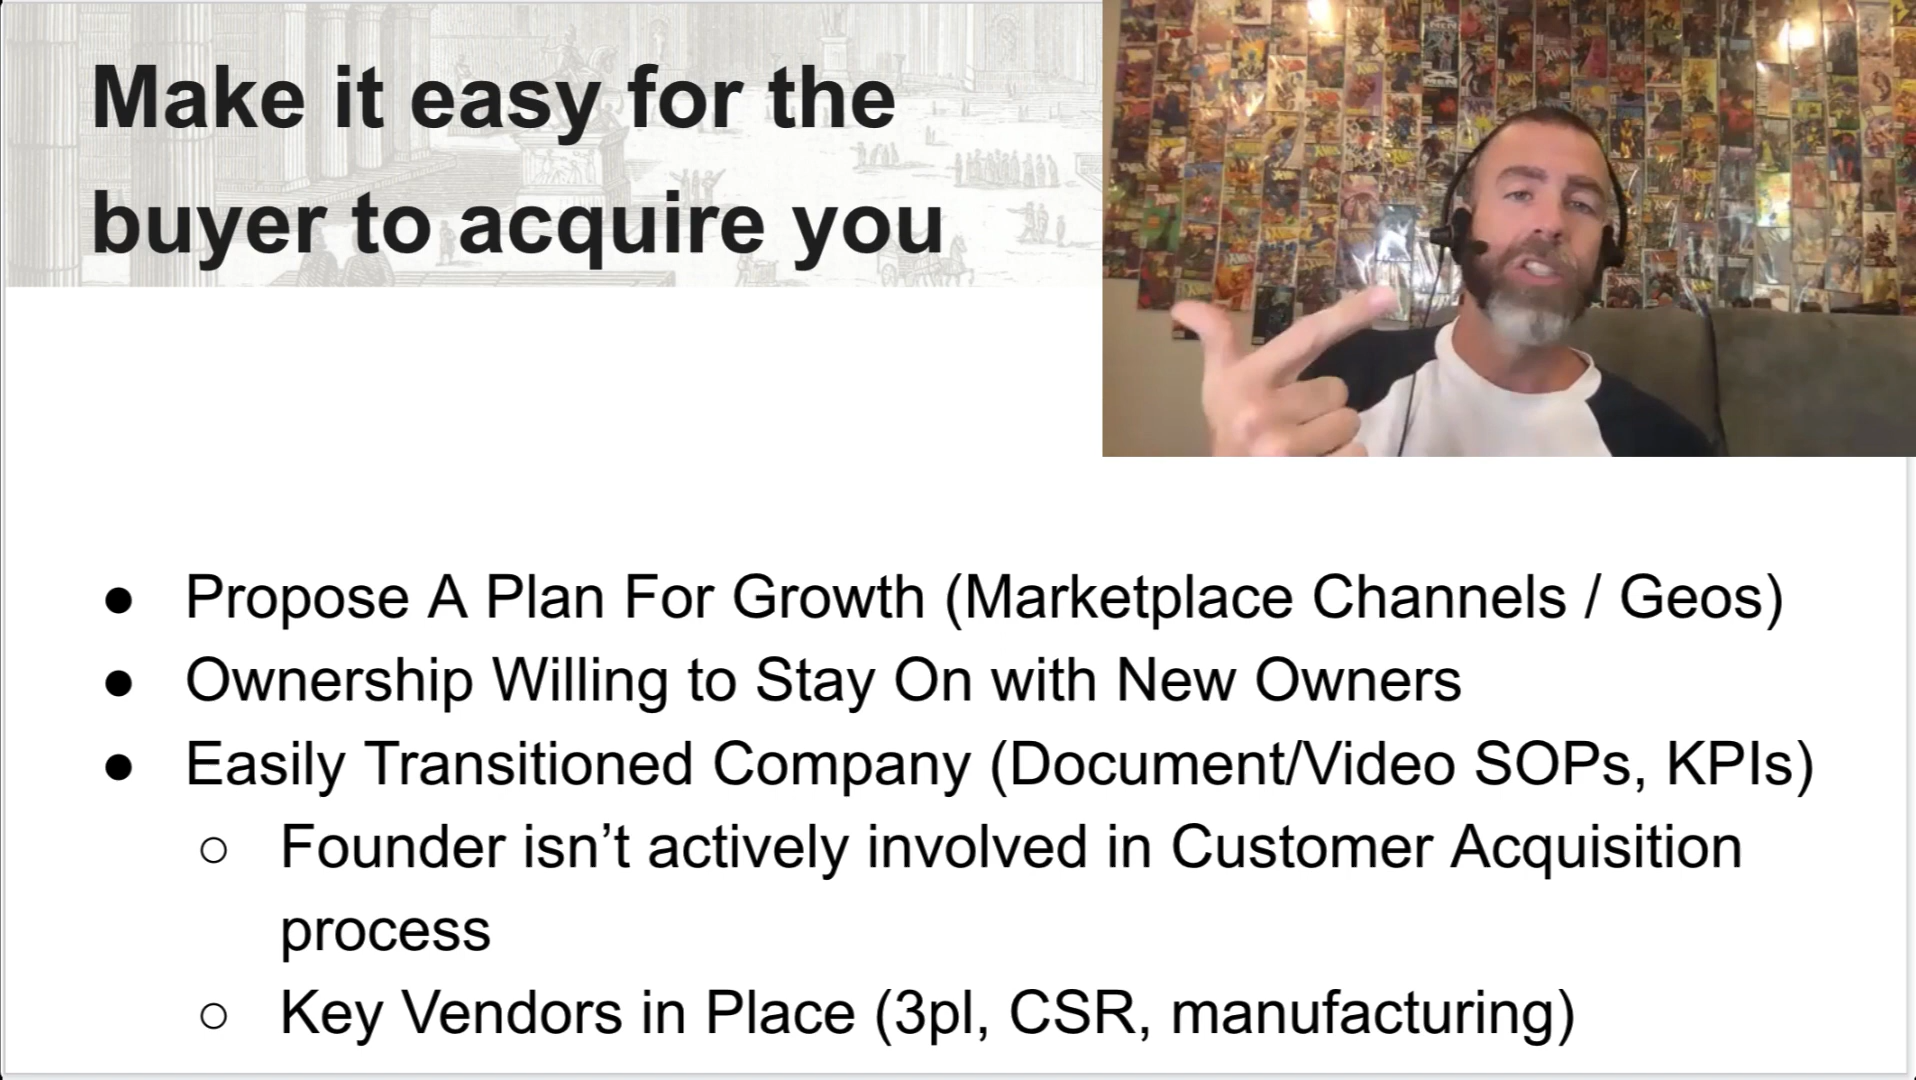 Make it easy for the
buyer to acquire you
● Propose A Plan For Growth (Marketplace Channels / Geos)
● Ownership Willing to Stay On with New Owners
● Easily Transitioned Company (Document/Video SOPs, KPIs)
○ Founder isn’t actively involved in Customer Acquisition
process
○ Key Vendors in Place (3pl, CSR, manufacturing)